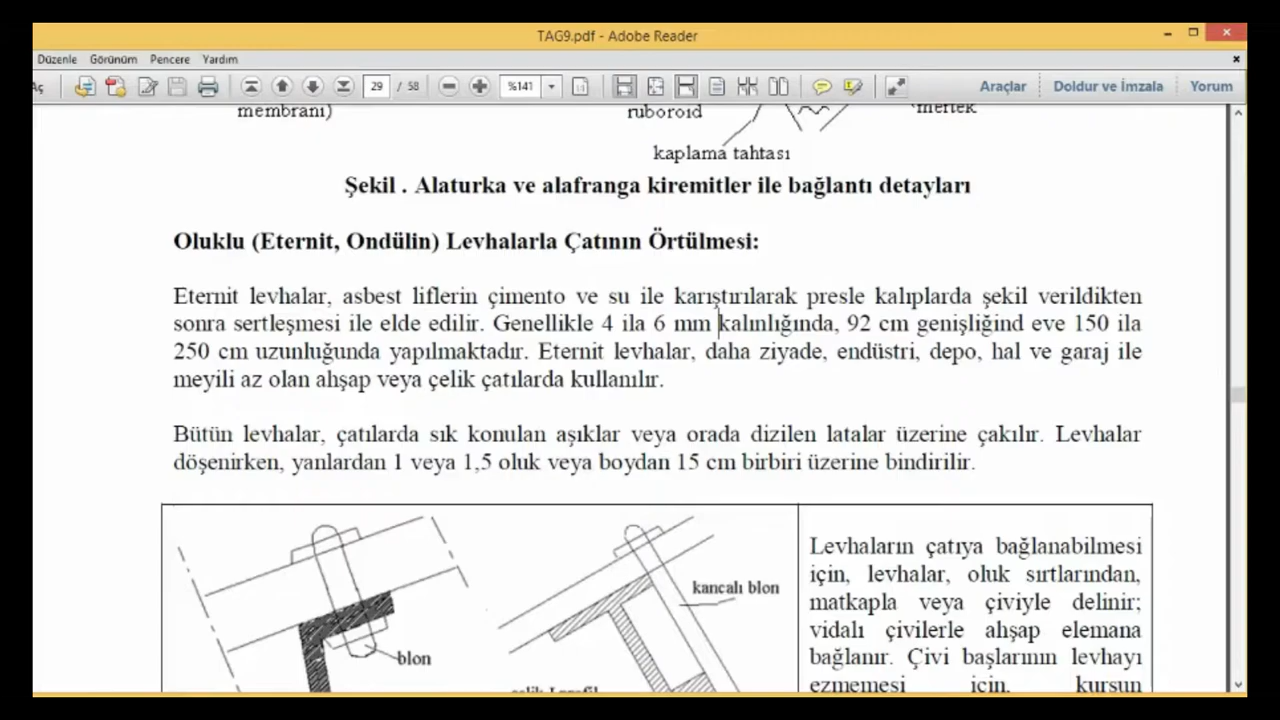 TAG9.pdf - Adobe Reader
Düzenle Görünüm Pencere Yardım
Aç 29 / 58 %141 Araçlar Doldur ve İmzala Yorum
membranı) ruboroid mertek
kaplama tahtası
Şekil . Alaturka ve alafranga kiremitler ile bağlantı detayları
Oluklu (Eternit, Ondülin) Levhalarla Çatının Örtülmesi:
Eternit levhalar, asbest liflerin çimento ve su ile karıştırılarak presle kalıplarda şekil verildikten
sonra sertleşmesi ile elde edilir. Genellikle 4 ila 6 mm kalınlığında, 92 cm genişliğind eve 150 ila
250 cm uzunluğunda yapılmaktadır. Eternit levhalar, daha ziyade, endüstri, depo, hal ve garaj ile
meyili az olan ahşap veya çelik çatılarda kullanılır.
Bütün levhalar, çatılarda sık konulan aşıklar veya orada dizilen latalar üzerine çakılır. Levhalar
döşenirken, yanlardan 1 veya 1,5 oluk veya boydan 15 cm birbiri üzerine bindirilir.
kancalı blon
blon
Levhaların çatıya bağlanabilmesi
için, levhalar, oluk sırtlarından,
matkapla veya çiviyle delinir;
vidalı çivilerle ahşap elemana
bağlanır. Çivi başlarının levhayı
ezmemesi için, kurşun